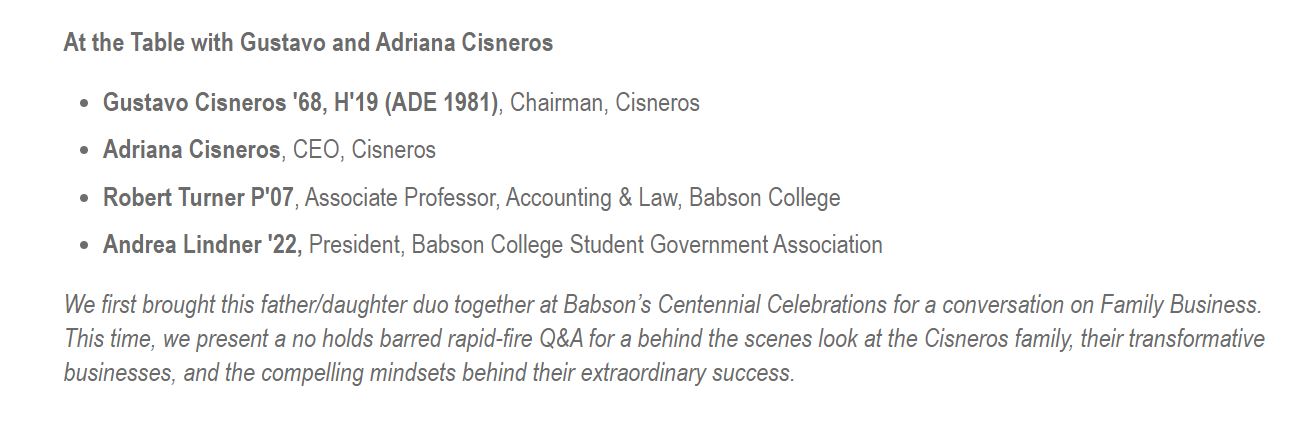 At the Table with Gustavo and Adriana Cisneros
• Gustavo Cisneros '68, H'19 (ADE 1981), Chairman, Cisneros
• Adriana Cisneros, CEO, Cisneros
• Robert Turner P'07, Associate Professor, Accounting & Law, Babson College
• Andrea Lindner '22, President, Babson College Student Government Association
We first brought this father/daughter duo together at Babson’s Centennial Celebrations for a conversation on Family Business.
This time, we present a no holds barred rapid-fire Q&A for a behind the scenes look at the Cisneros family, their transformative
businesses, and the compelling mindsets behind their extraordinary success.